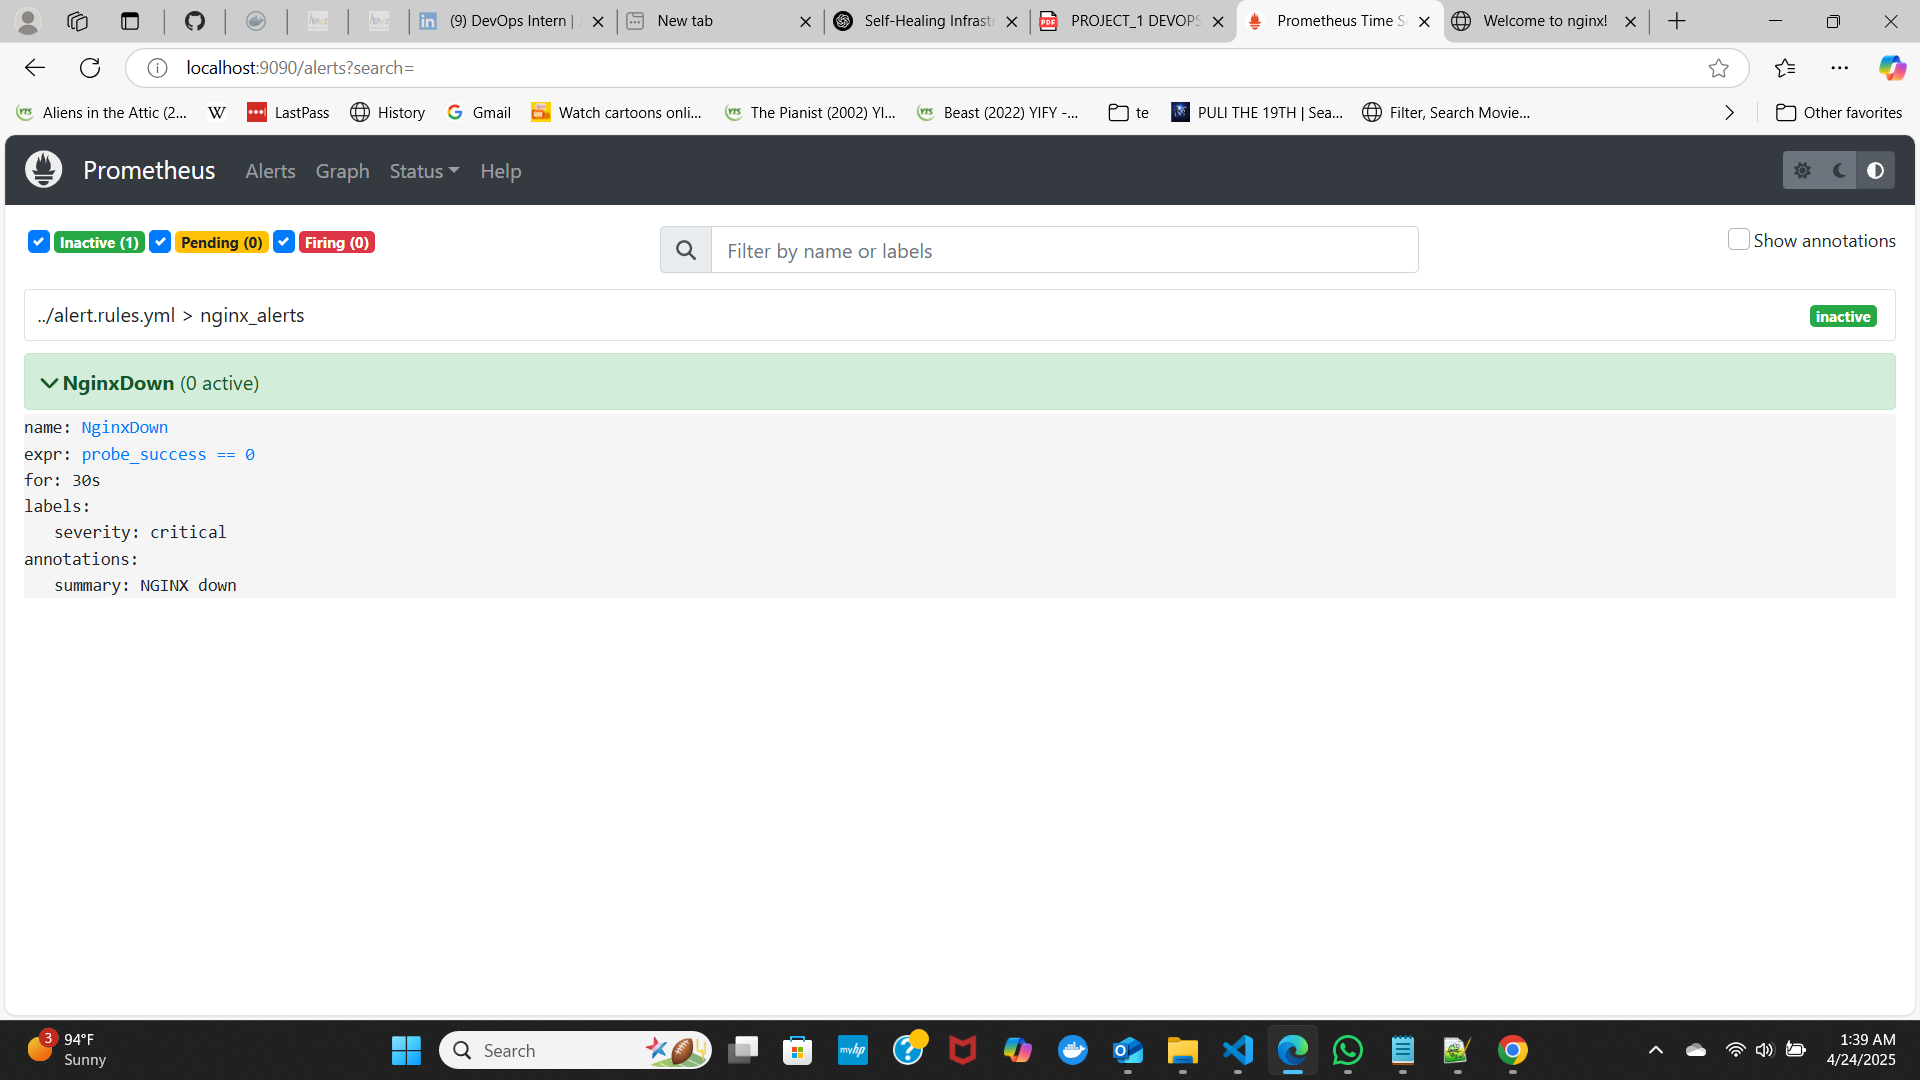 (9) DevOps Intern |
New tab
Self-Healing Infrast
PROJECT_1 DEVOPS
Prometheus Time S
Welcome to nginx!
localhost:9090/alerts?search=
Aliens in the Attic (2...
W
LastPass
History
Gmail
Watch cartoons onli...
The Pianist (2002) YI...
Beast (2022) YIFY -...
te
PULI THE 19TH | Sea...
Filter, Search Movie...
Other favorites
Prometheus
Alerts
Graph
Status
Help
Inactive (1)
Pending (0)
Firing (0)
Filter by name or labels
Show annotations
../alert.rules.yml > nginx_alerts
inactive
NginxDown (0 active)
name: NginxDown
expr: probe_success == 0
for: 30s
labels:
severity: critical
annotations:
summary: NGINX down
3
94°F
Sunny
Search
myhp
1:39 AM
4/24/2025